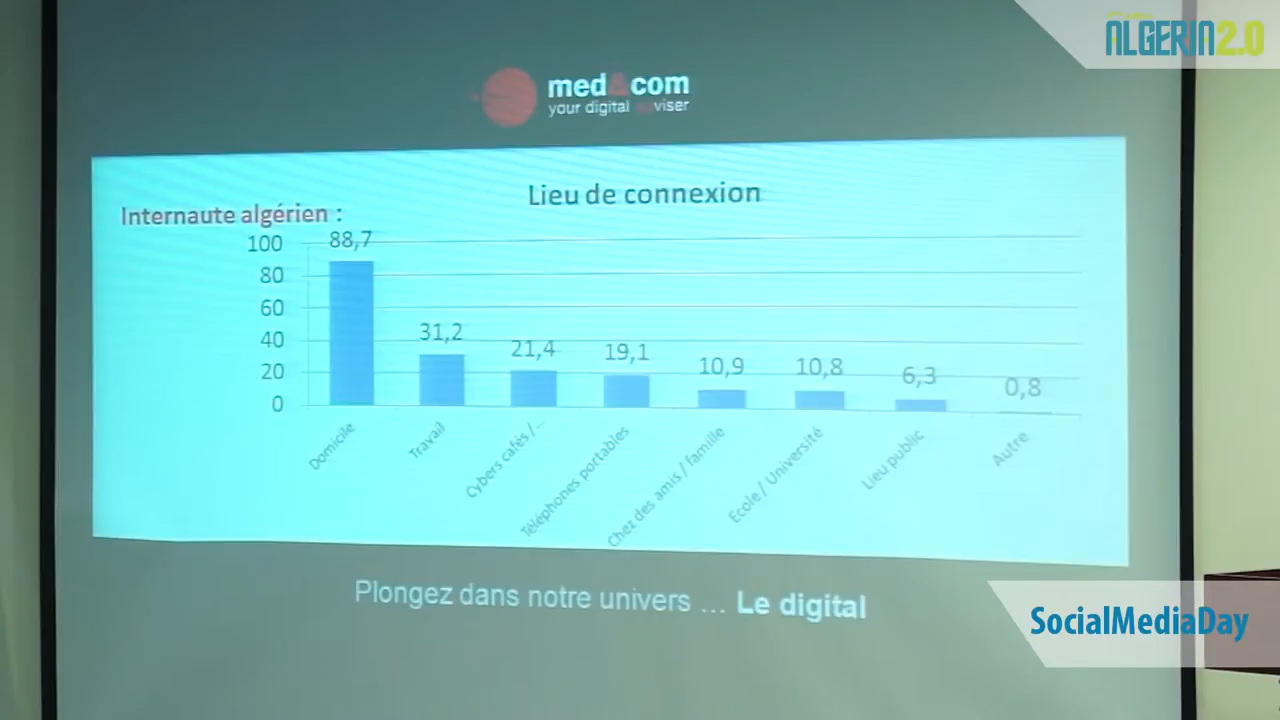 ALGERIA2.0
med&com
your digital adviser
Lieu de connexion
Internaute algérien :
100
80
60
40
20
0
88,7
31,2
21,4
19,1
10,9
10,8
6,3
0,8
Domicile
Travail
Cybers cafés /...
Téléphones portables
Chez des amis / famille
Ecole / Université
Lieu public
Autre
Plongez dans notre univers ... Le digital
SocialMediaDay